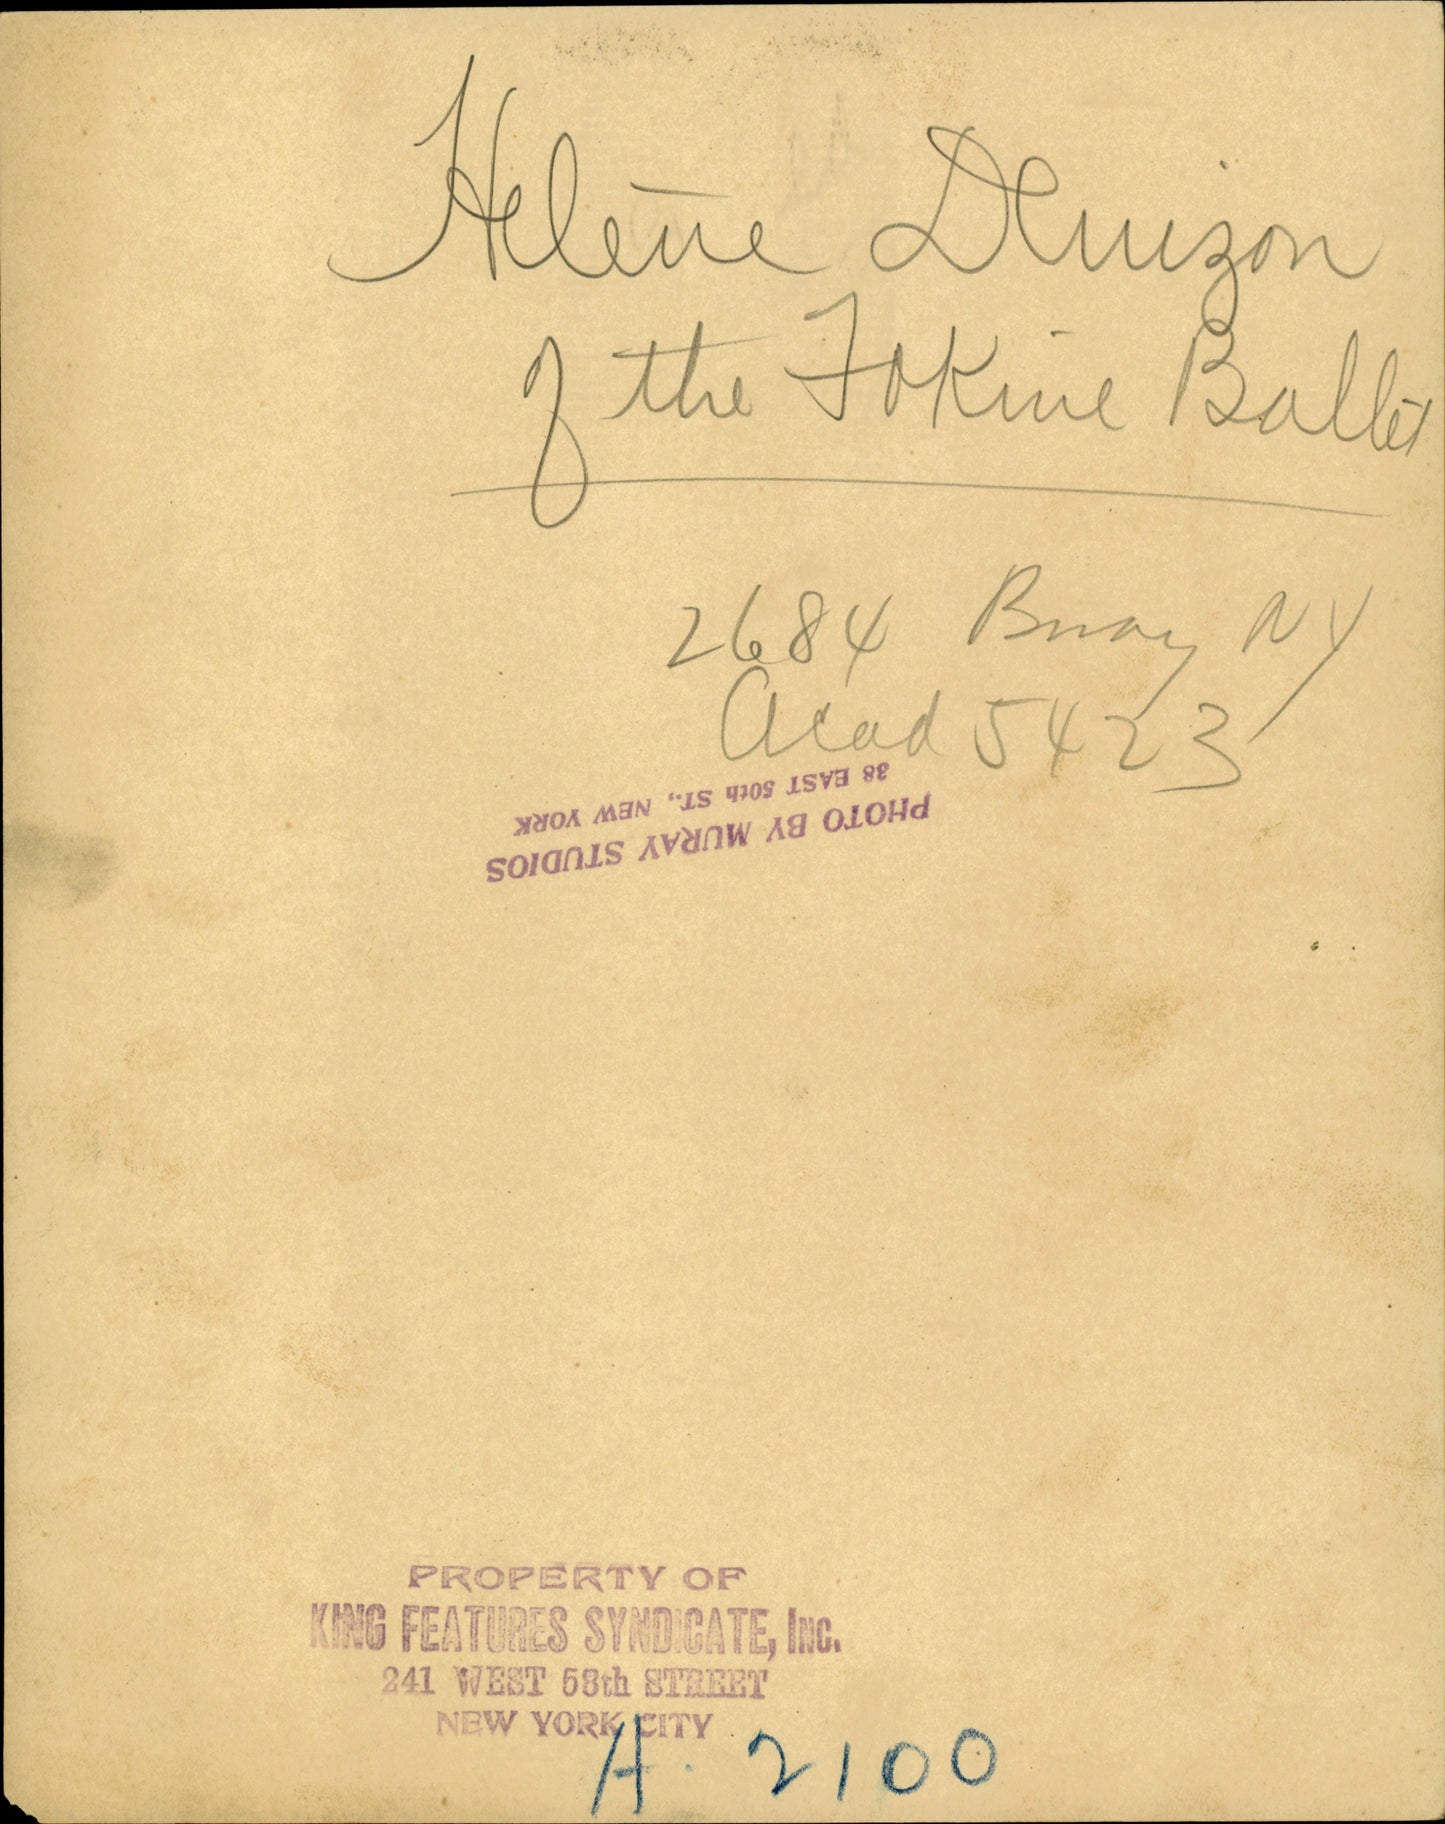 Helene Denizon
of the Fokine Ballet
2684 Bway NY
Acad 5423
PHOTO BY MURAY STUDIOS
38 EAST 50th ST., NEW YORK
PROPERTY OF
KING FEATURES SYNDICATE, INC.
241 WEST 58th STREET
NEW YORK CITY
H. 2100